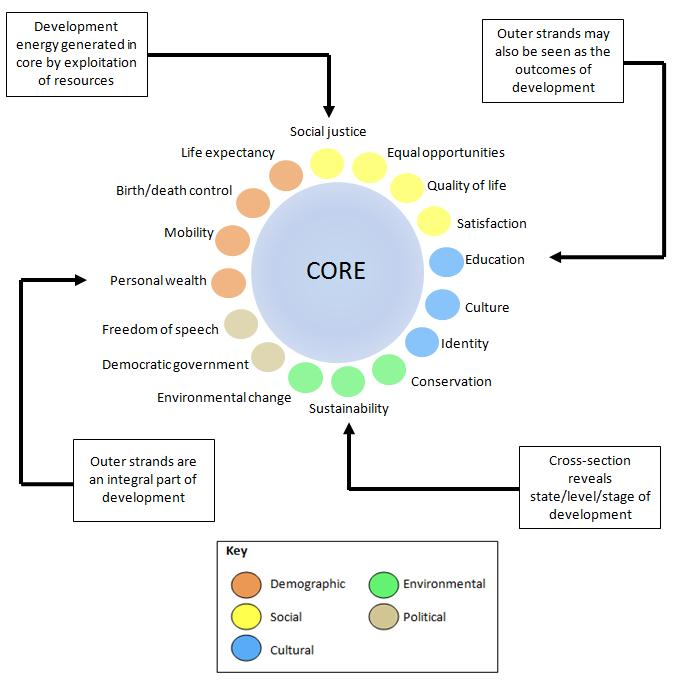 Development
energy generated in
core by exploitation
of resources
Outer strands may
also be seen as the
outcomes of
development
Social justice
Life expectancy
Equal opportunities
Birth/death control
Quality of life
Mobility
Satisfaction
CORE
Education
Personal wealth
Culture
Freedom of speech
Identity
Democratic government
Conservation
Environmental change
Sustainability
Outer strands are
an integral part of
development
Cross-section
reveals
state/level/stage of
development
Key
Demographic
Environmental
Social
Political
Cultural